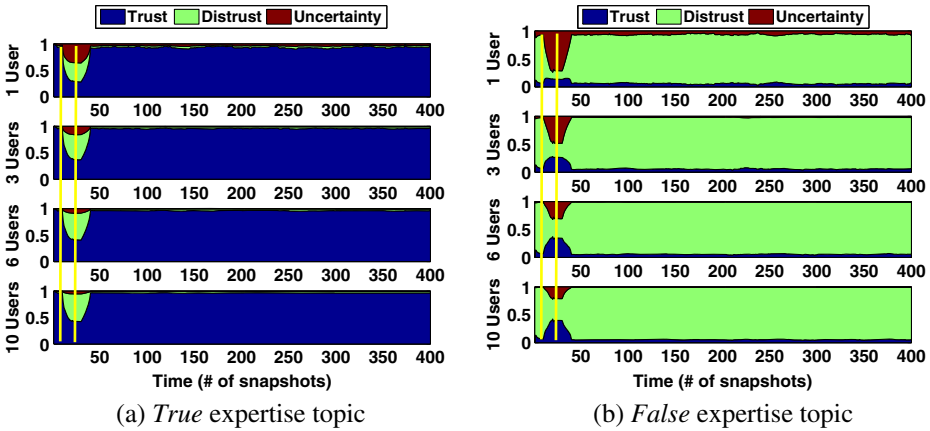 Trust Distrust Uncertainty
1 User
1
0.5
0
50 100 150 200 250 300 350 400
3 Users
1
0.5
0
50 100 150 200 250 300 350 400
6 Users
1
0.5
0
50 100 150 200 250 300 350 400
10 Users
1
0.5
0
50 100 150 200 250 300 350 400
Time (# of snapshots)
(a) True expertise topic
Trust Distrust Uncertainty
1 User
1
0.5
0
50 100 150 200 250 300 350 400
3 Users
1
0.5
0
50 100 150 200 250 300 350 400
6 Users
1
0.5
0
50 100 150 200 250 300 350 400
10 Users
1
0.5
0
50 100 150 200 250 300 350 400
Time (# of snapshots)
(b) False expertise topic